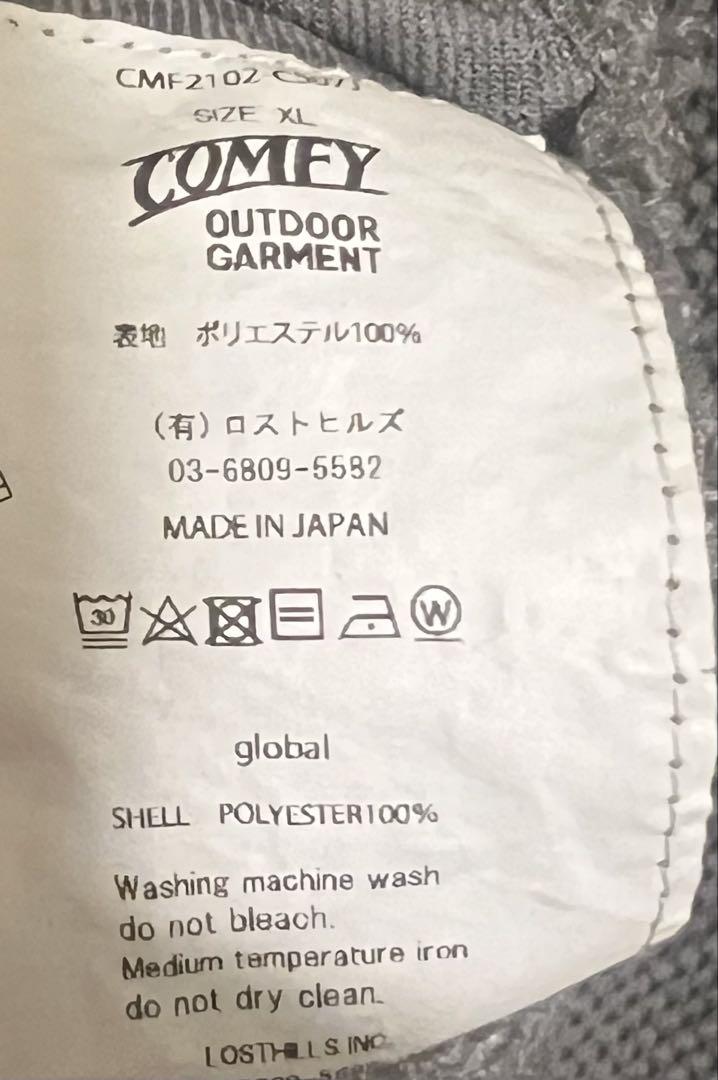 CMF2102
SIZE XL
COMFY
OUTDOOR
GARMENT
表地 ポリエステル100%
(有)ロストヒルズ
03-6809-5582
MADE IN JAPAN
30
W
global
SHELL POLYESTER100%
Washing machine wash
do not bleach.
Medium temperature iron
do not dry clean.
LOSTHILLS.INC